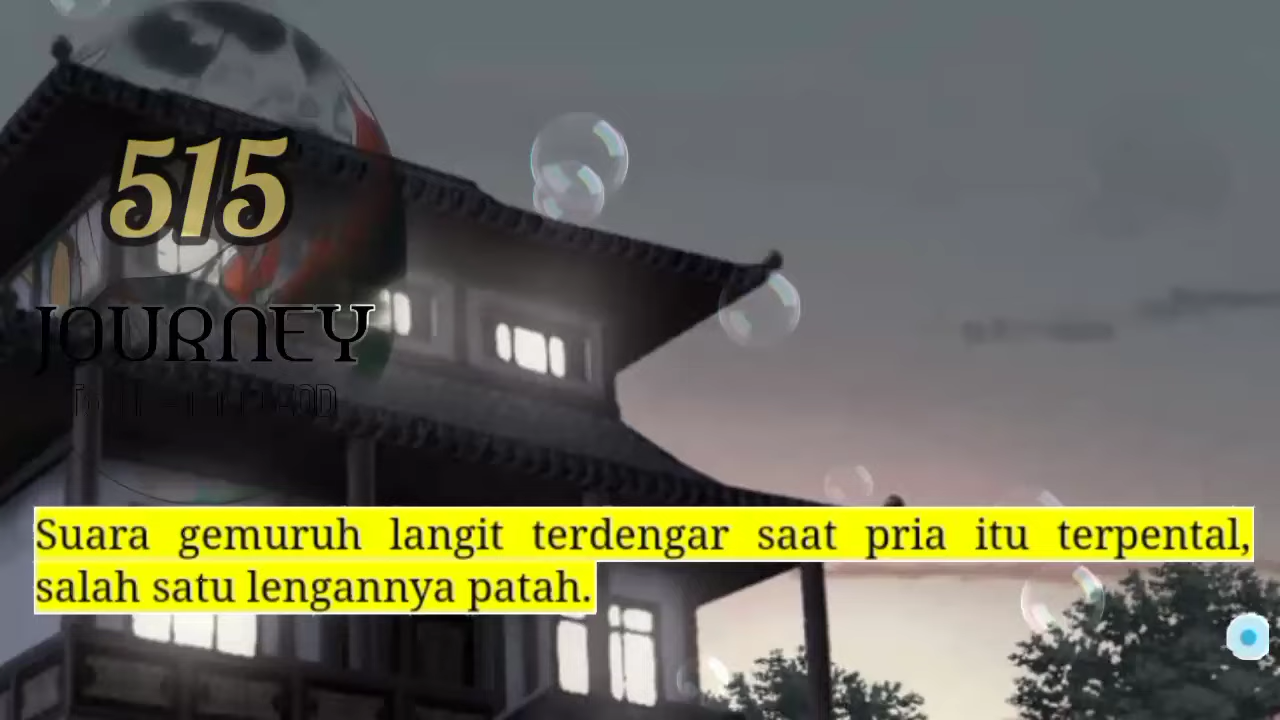 515
JOURNEY
Suara gemuruh langit terdengar saat pria itu terpental,
salah satu lengannya patah.